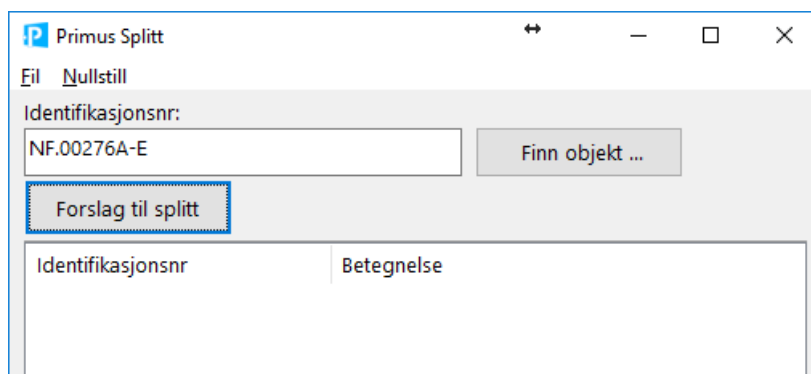 Primus Splitt
Fil Nullstill
Identifikasjonsnr:
NF.00276A-E Finn objekt ...
Forslag til splitt
Identifikasjonsnr Betegnelse